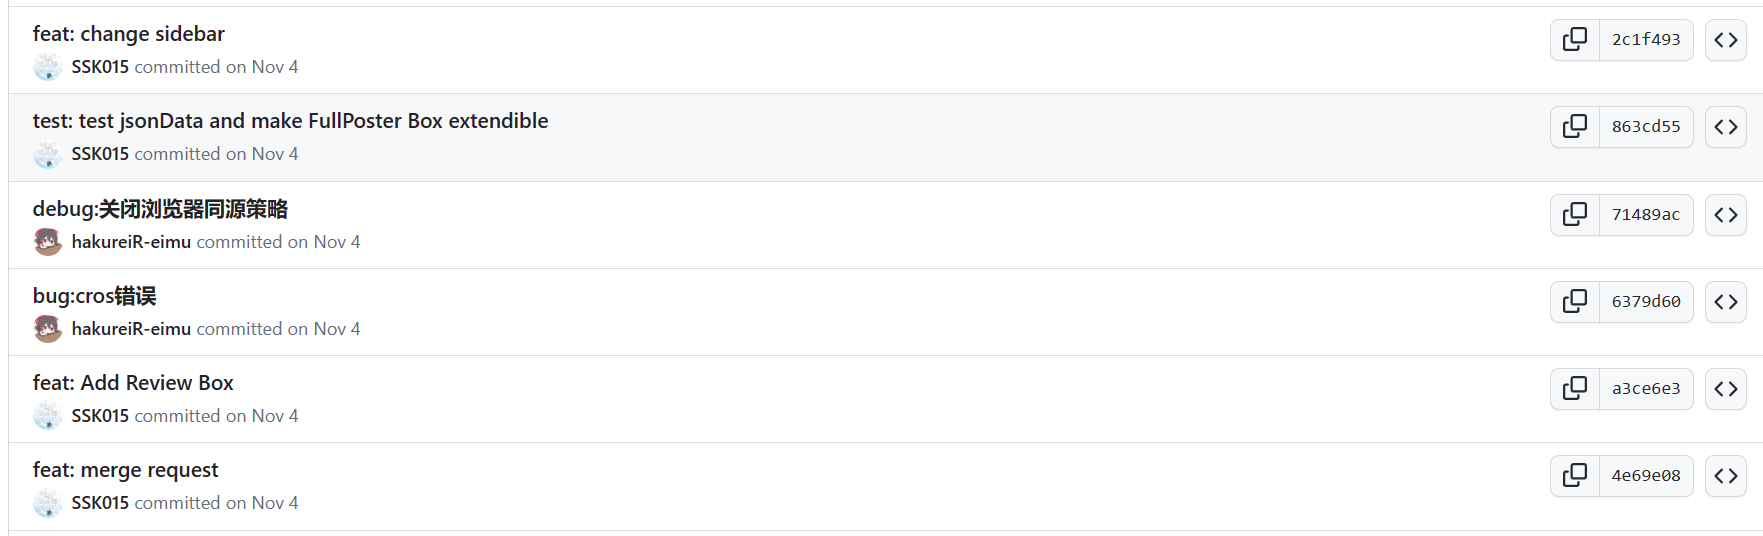 feat: change sidebar
2c1f493
SSK015 committed on Nov 4
test: test jsonData and make FullPoster Box extendible
863cd55
SSK015 committed on Nov 4
debug:关闭浏览器同源策略
71489ac
hakureiR-eimu committed on Nov 4
bug:cros错误
6379d60
hakureiR-eimu committed on Nov 4
feat: Add Review Box
a3ce6e3
SSK015 committed on Nov 4
feat: merge request
4e69e08
SSK015 committed on Nov 4